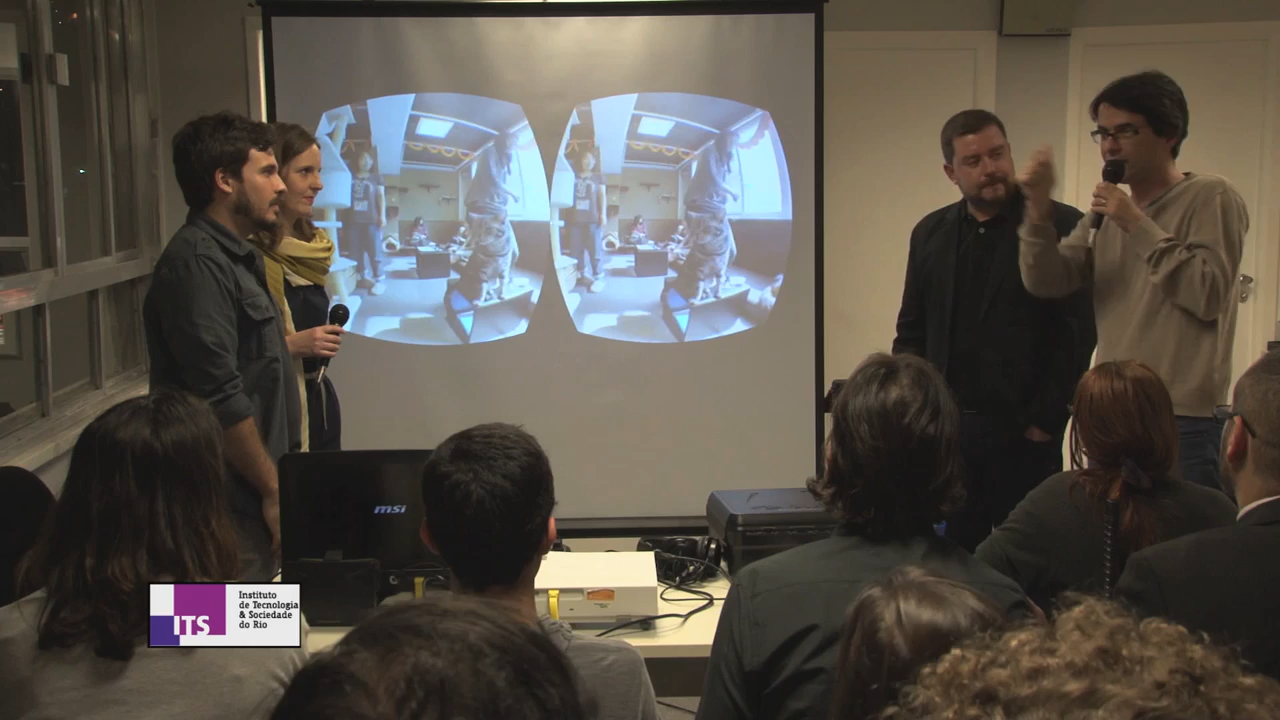 msi
ITS
Instituto
de Tecnologia
& Sociedade
do Rio